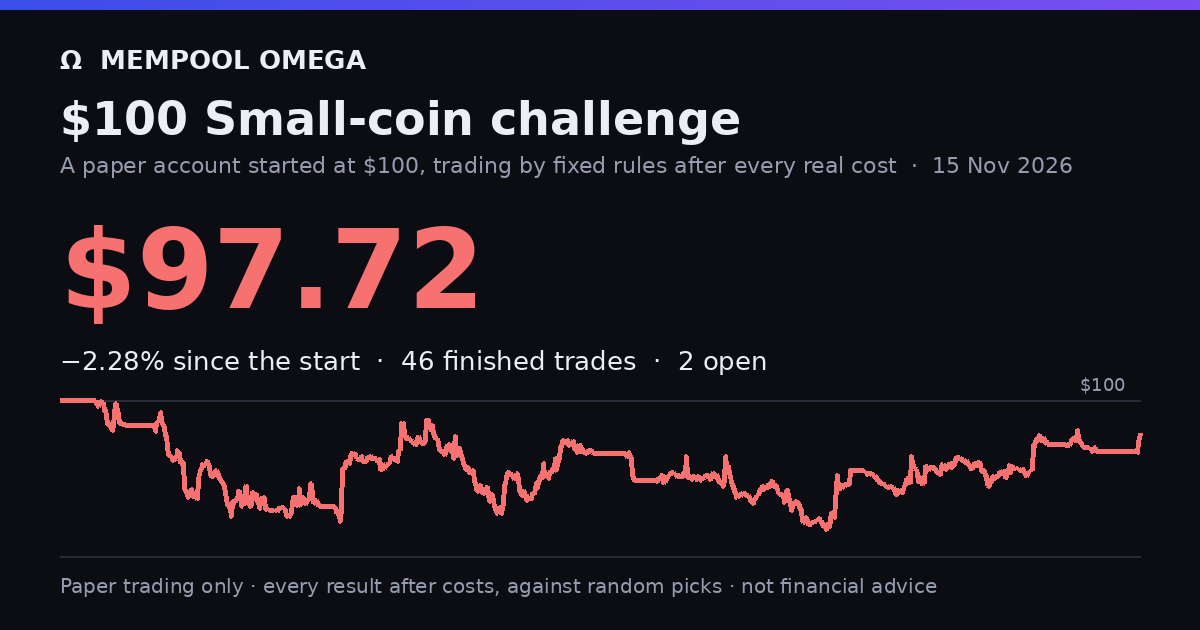 Ω MEMPOOL OMEGA
$100 Small-coin challenge
A paper account started at $100, trading by fixed rules after every real cost · 15 Nov 2026
$97.72
−2.28% since the start · 46 finished trades · 2 open
$100
Paper trading only · every result after costs, against random picks · not financial advice